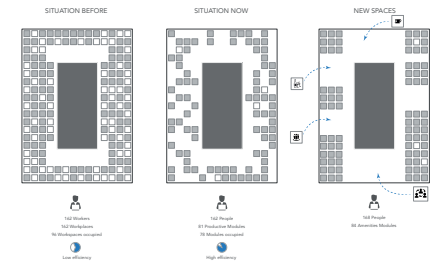 SITUATION BEFORE
SITUATION NOW
NEW SPACES
162 Workers
162 Workplaces
96 Workspaces occupied
Low efficiency
162 People
81 Productive Modules
78 Modules occupied
High efficiency
165 People
50 Amenities Modules